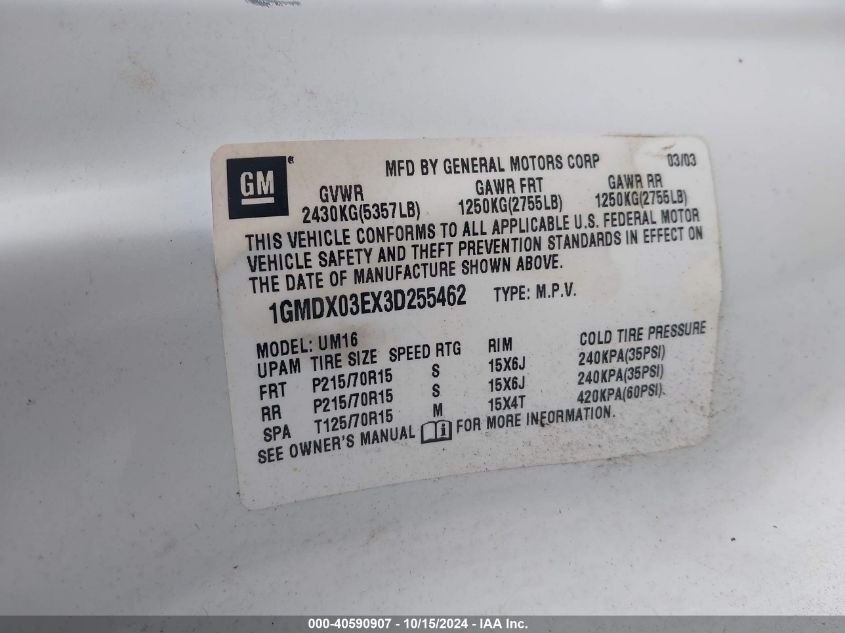 GM ®
MFD BY GENERAL MOTORS CORP 03/03
GVWR GAWR FRT GAWR RR
2430KG(5357LB) 1250KG(2755LB) 1250KG(2755LB)
THIS VEHICLE CONFORMS TO ALL APPLICABLE U.S. FEDERAL MOTOR
VEHICLE SAFETY AND THEFT PREVENTION STANDARDS IN EFFECT ON
THE DATE OF MANUFACTURE SHOWN ABOVE.
1GMDX03EX3D255462 TYPE: M.P.V.
MODEL: UM16
UPAM TIRE SIZE SPEED RTG RIM COLD TIRE PRESSURE
FRT P215/70R15 S 15X6J 240KPA(35PSI)
RR P215/70R15 S 15X6J 240KPA(35PSI)
SPA T125/70R15 M 15X4T 420KPA(60PSI).
SEE OWNER'S MANUAL i FOR MORE INFORMATION.
000-40590907 - 10/15/2024 - IAA Inc.